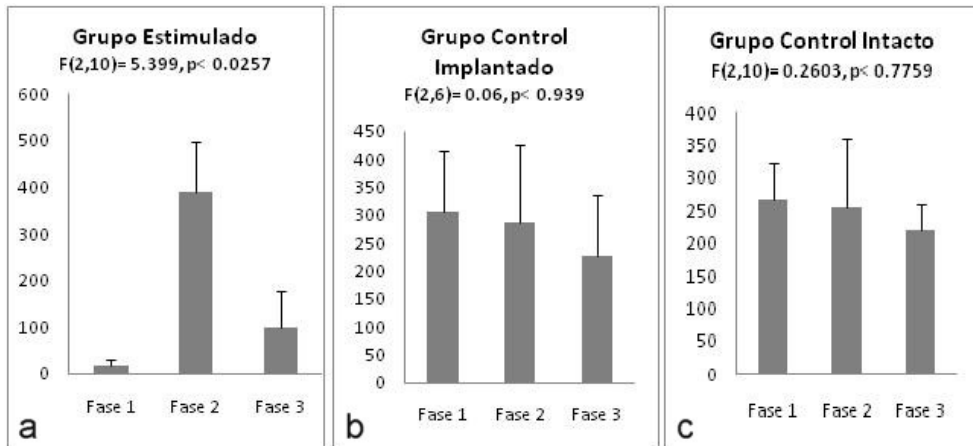 Grupo Estimulado
F(2,10)= 5.399, p< 0.0257
600
500
400
300
200
100
0
Fase 1 Fase 2 Fase 3
a
Grupo Control
Implantado
F(2,6)= 0.06, p< 0.939
450
400
350
300
250
200
150
100
50
0
Fase 1 Fase 2 Fase 3
b
Grupo Control Intacto
F(2,10)= 0.2603, p< 0.7759
400
350
300
250
200
150
100
50
0
Fase 1 Fase 2 Fase 3
c